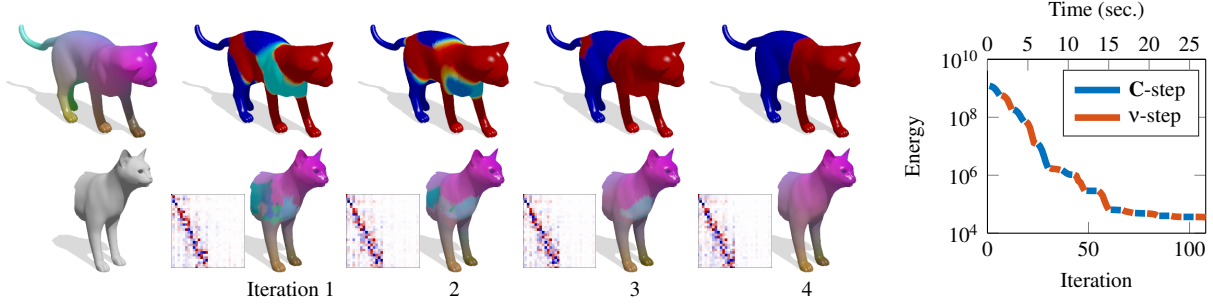 Iteration 1
2
3
4
Time (sec.)
0 5 10 15 20 25
10^10
10^8
10^6
10^4
Energy
C-step
ν-step
0 50 100
Iteration